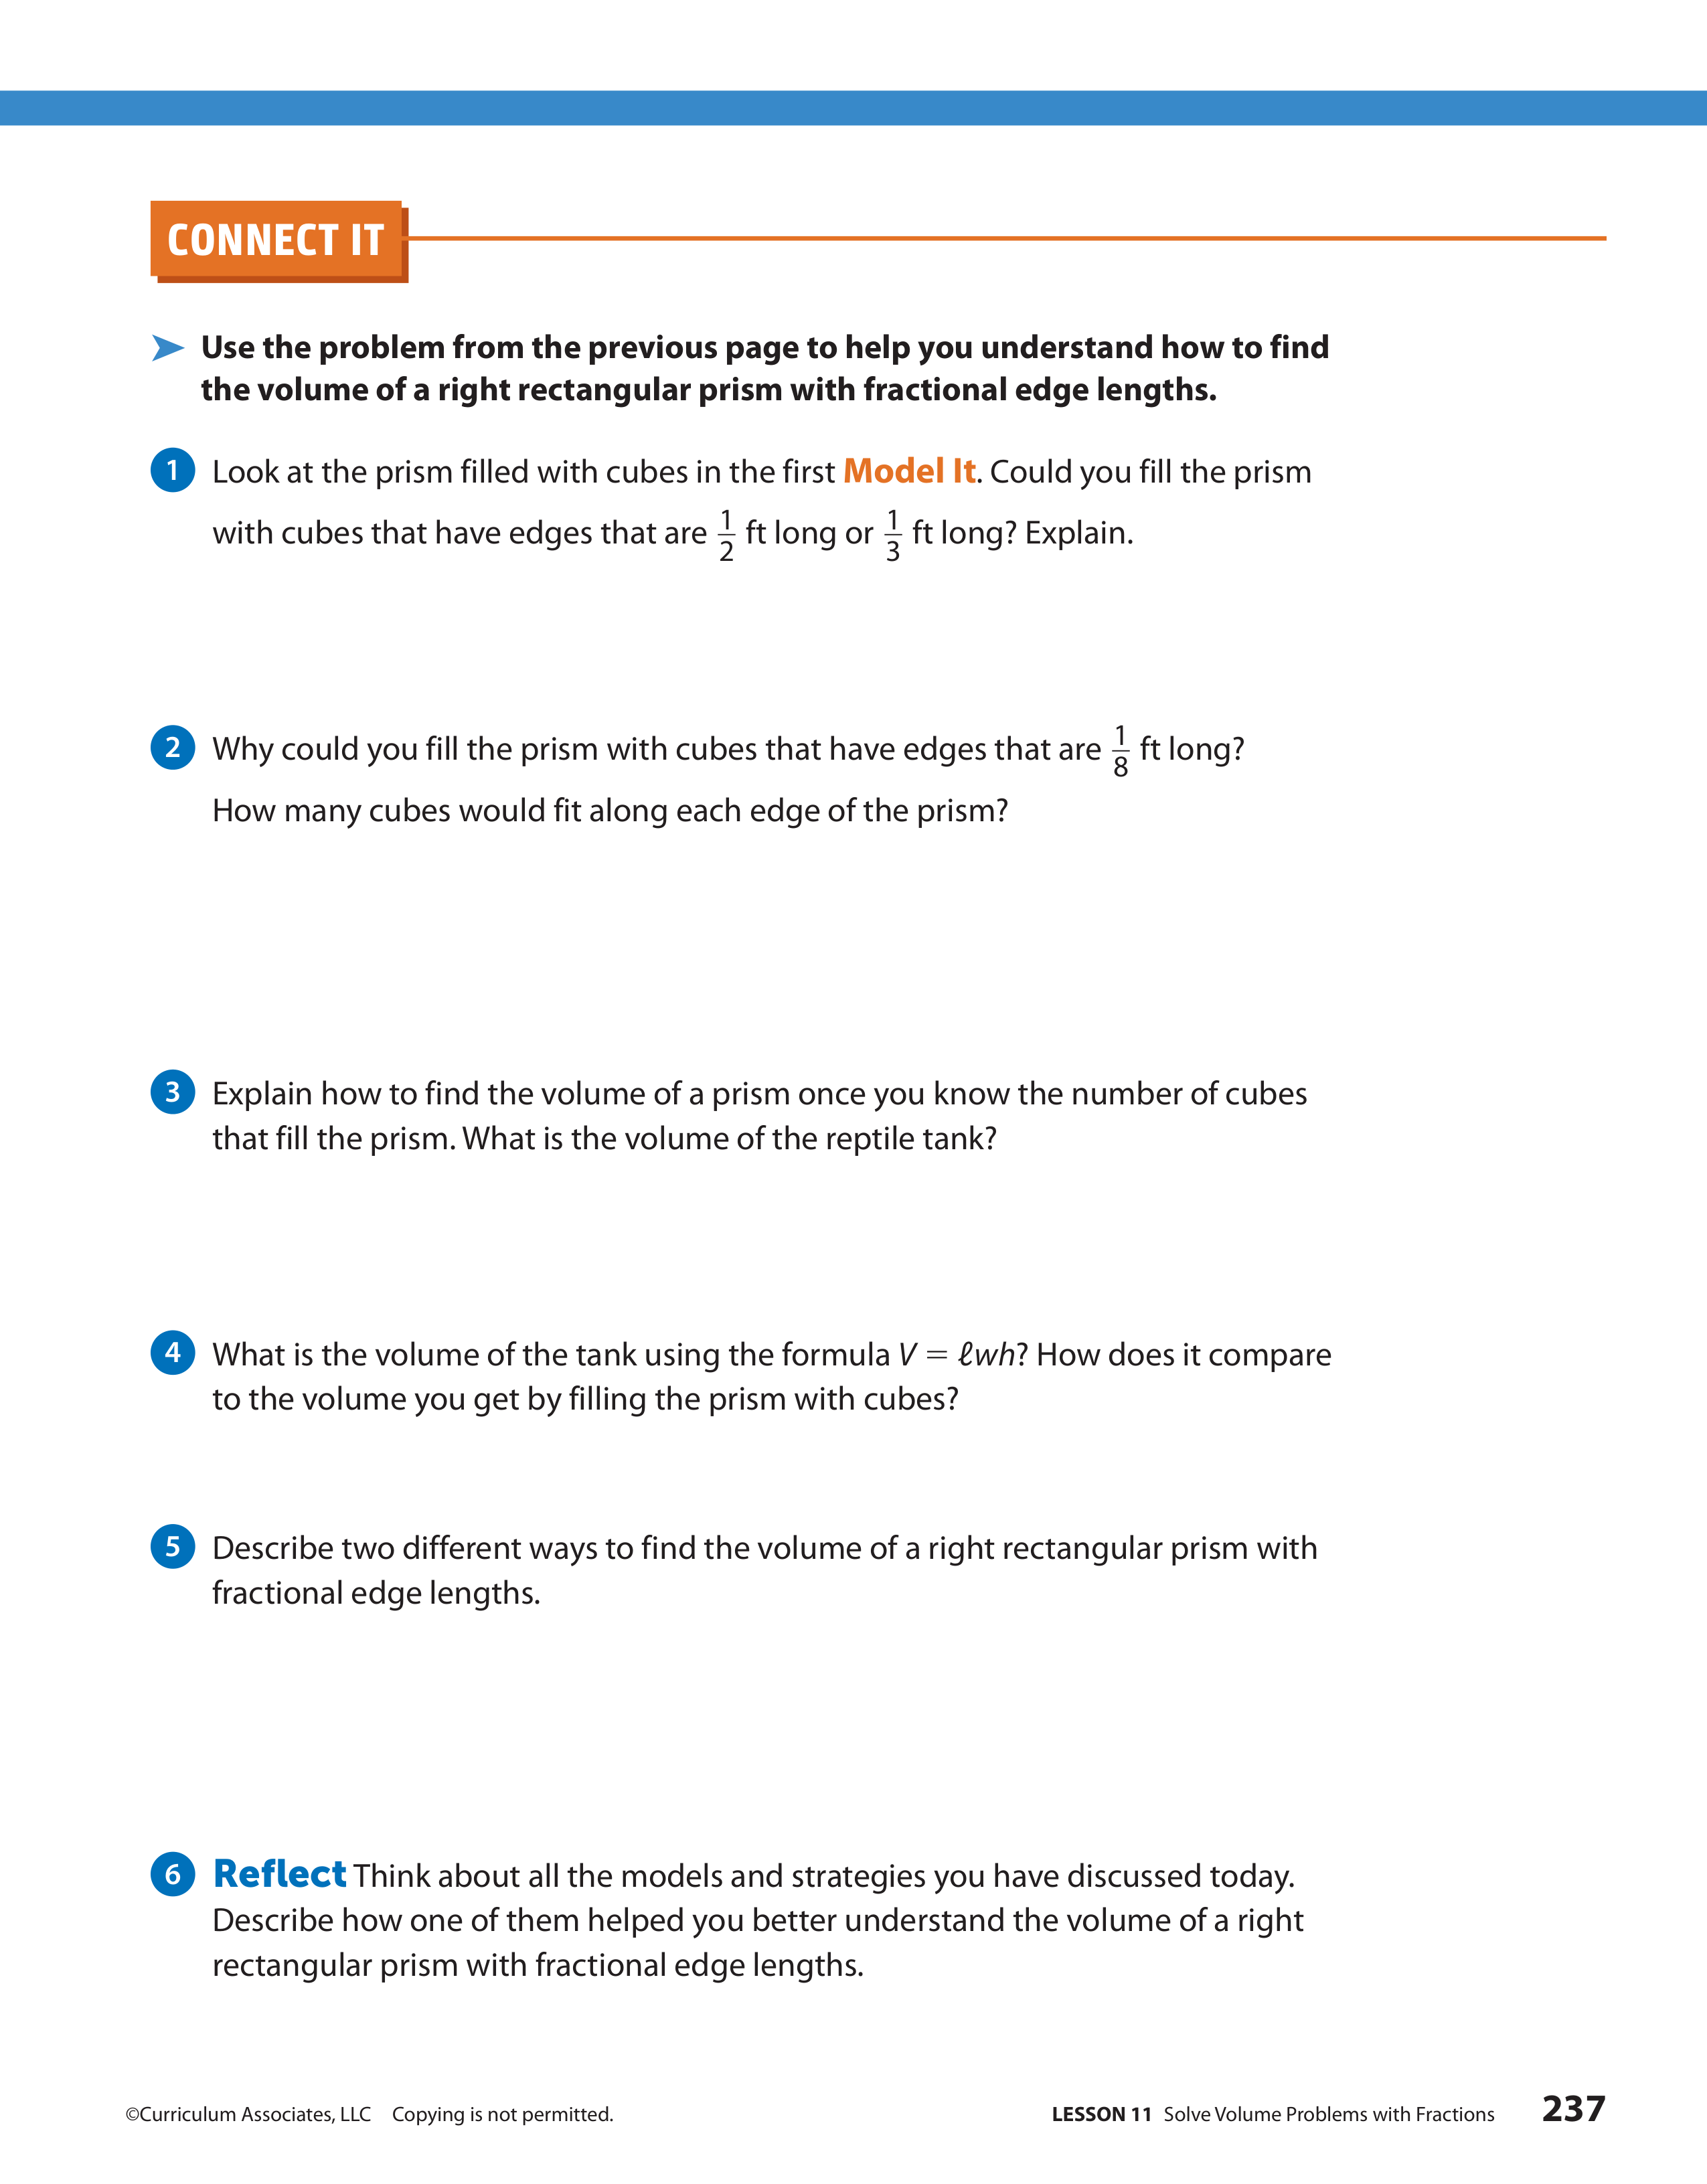 CONNECT IT
Use the problem from the previous page to help you understand how to find
the volume of a right rectangular prism with fractional edge lengths.
1 Look at the prism filled with cubes in the first Model It. Could you fill the prism
with cubes that have edges that are 1/2 ft long or 1/3 ft long? Explain.
2 Why could you fill the prism with cubes that have edges that are 1/8 ft long?
How many cubes would fit along each edge of the prism?
3 Explain how to find the volume of a prism once you know the number of cubes
that fill the prism. What is the volume of the reptile tank?
4 What is the volume of the tank using the formula V = ℓwh? How does it compare
to the volume you get by filling the prism with cubes?
5 Describe two different ways to find the volume of a right rectangular prism with
fractional edge lengths.
6 Reflect Think about all the models and strategies you have discussed today.
Describe how one of them helped you better understand the volume of a right
rectangular prism with fractional edge lengths.
©Curriculum Associates, LLC Copying is not permitted. LESSON 11 Solve Volume Problems with Fractions 237